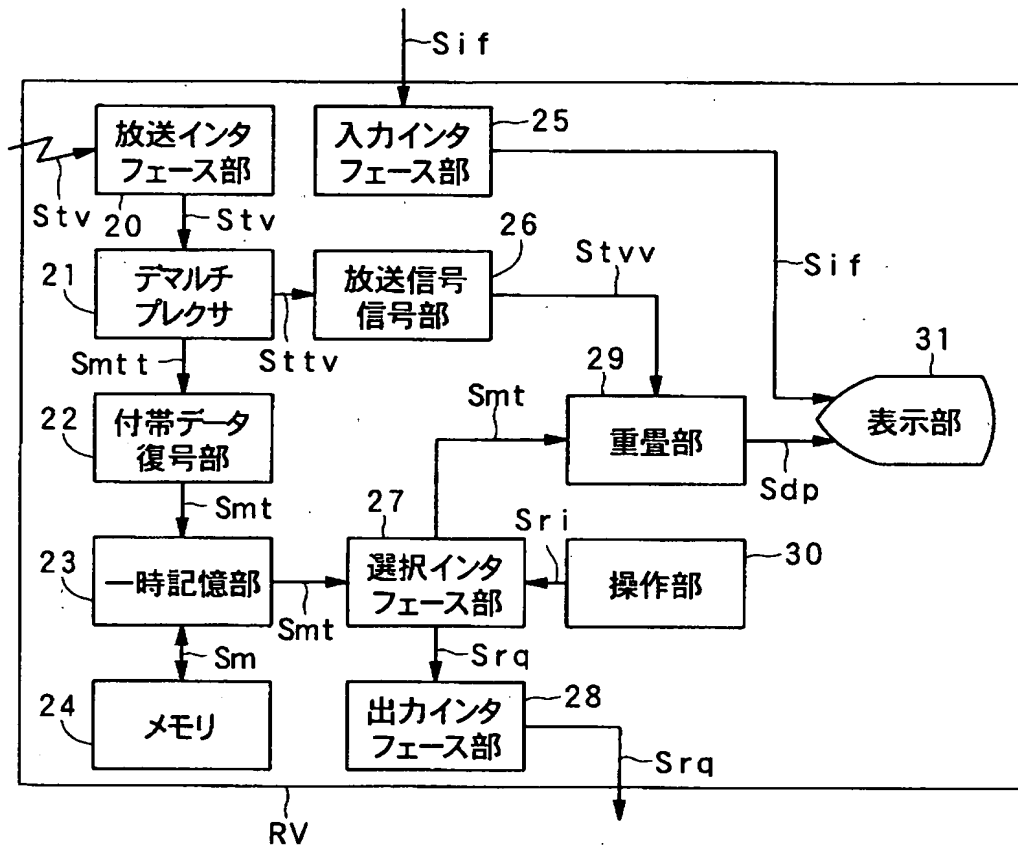 Sif
放送インタ
フェース部
入力インタ
フェース部
25
Stv
20
Stv
26
21
デマルチ
プレクサ
放送信号
信号部
Stvv
Sif
Smtt
Sttv
29
31
22
付帯データ
復号部
Smt
重畳部
表示部
Smt
27
Sdp
Sri
30
23
一時記憶部
選択インタ
フェース部
操作部
Smt
Sm
Srq
24
メモリ
出力インタ
フェース部
28
Srq
RV